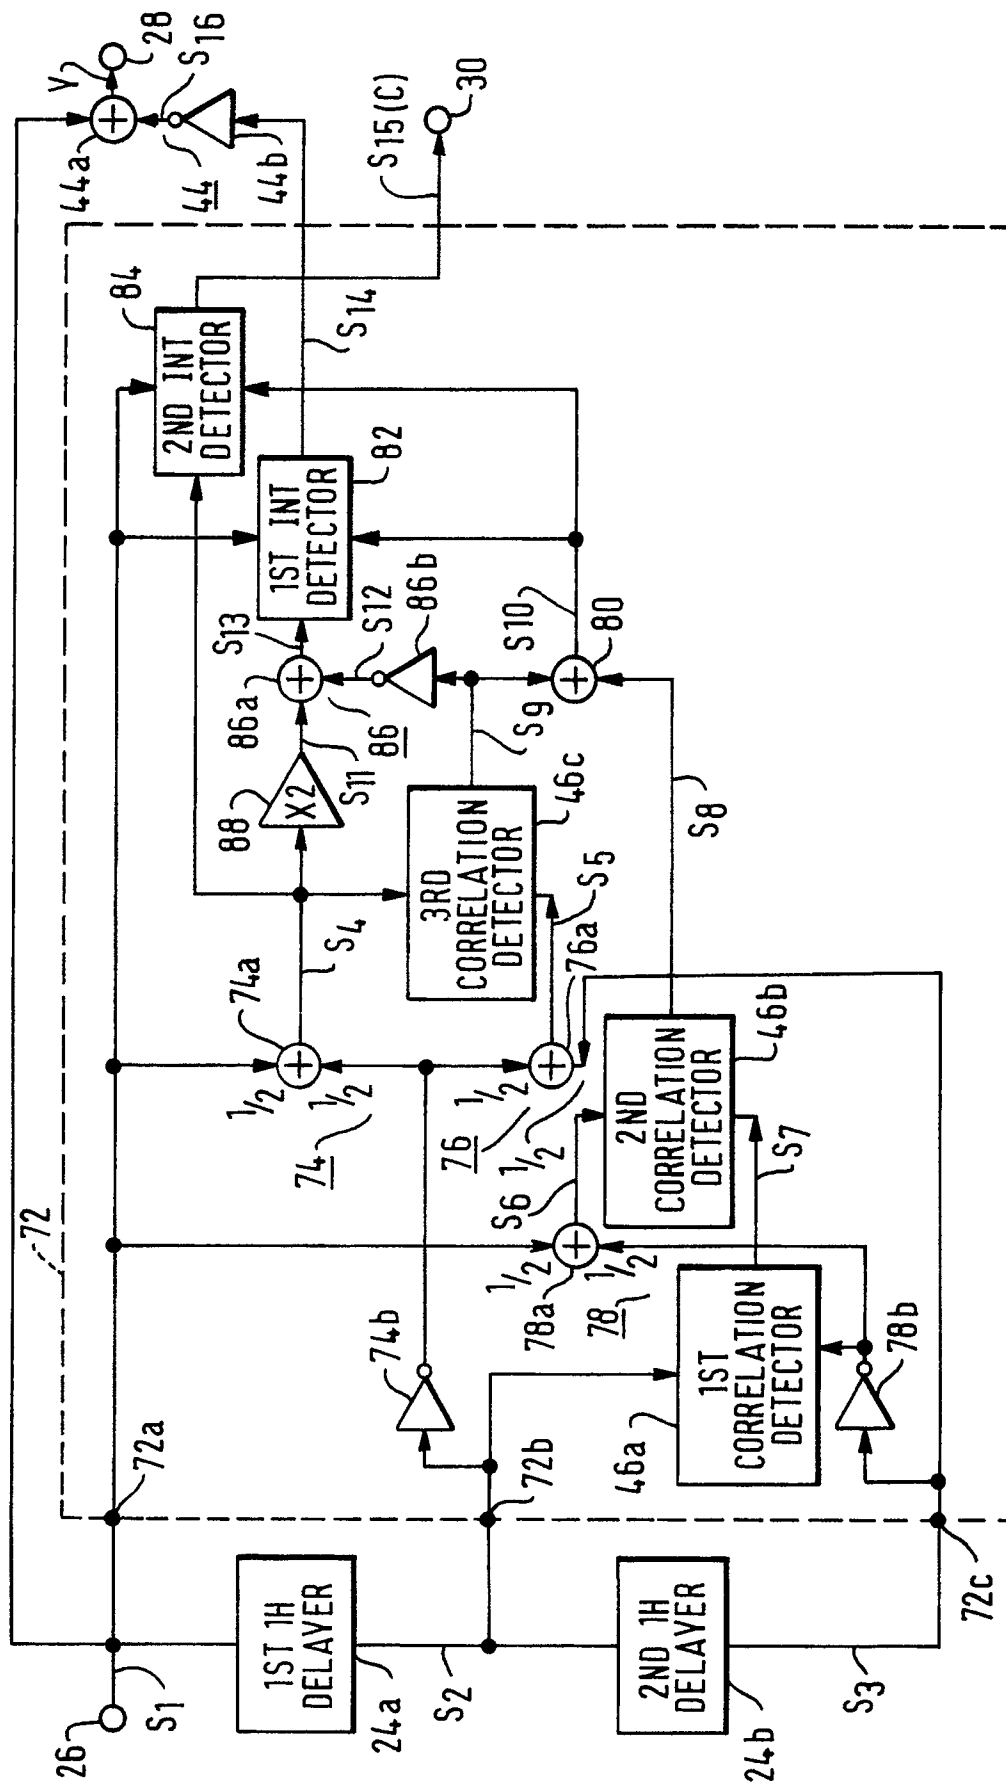 26
S1
1ST 1H
DELAYER
24a
S2
2ND 1H
DELAYER
24b
S3
72
72a
72b
72c
74b
46a
1ST
CORRELATION
DETECTOR
78b
1/2
1/2
78a
78
S6
S7
2ND
CORRELATION
DETECTOR
46b
S8
1/2
1/2
74
74a
S4
1/2
1/2
76
76a
S5
3RD
CORRELATION
DETECTOR
46c
S9
88
X2
S11
86a
86
S13
S12
86b
S10
80
1ST INT
DETECTOR
82
2ND INT
DETECTOR
84
S14
S15(C)
30
44a
44
44b
S16
Y
28